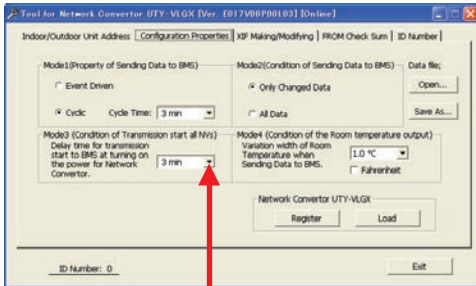 Tool for Network Convertor UTY-VLGX [Ver. E017V00P00L03] [Online]
Indoor/Outdoor Unit Address
Configuration Properties
XIF Making/Modifying
FROM Check Sum
ID Number
Mode1(Property of Sending Data to BMS)
Event Driven
Cyclic
Cycle Time: 3 min
Mode2(Condition of Sending Data to BMS)
Only Changed Data
All Data
Data file;
Open...
Save As...
Mode3 (Condition of Transmission start all NVs)
Delay time for transmission
start to BMS at turning on
the power for Network
Convertor.
3 min
Mode4 (Condition of the Room temperature output)
Variation width of Room
Temperature when
Sending Data to BMS.
1.0 °C
Fahrenheit
Network Convertor UTY-VLGX
Register
Load
ID Number: 0
Exit